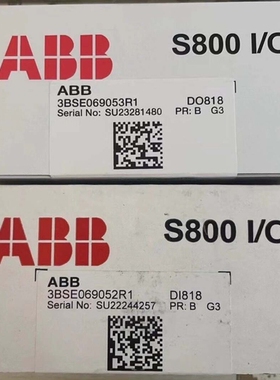 ABB
S800 I/O
ABB
3BSE069053R1 DO818
Serial No: SU23281480 PR: B G3
ABB
S800 I/O
ABB
3BSE069052R1 DI818
Serial No: SU22244257 PR: B G3